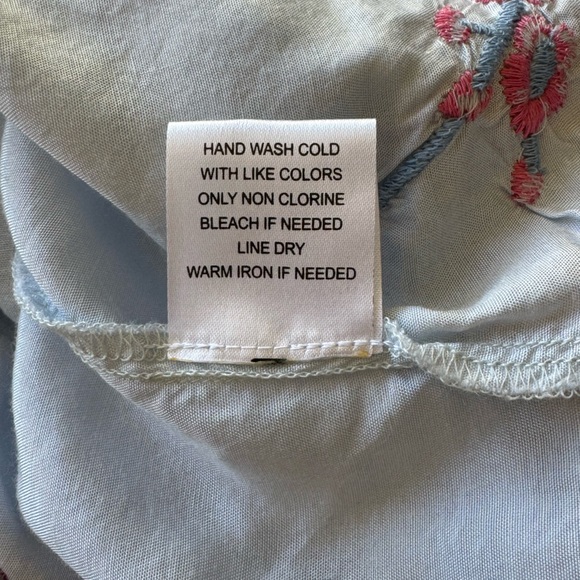 HAND WASH COLD
WITH LIKE COLORS
ONLY NON CLORINE
BLEACH IF NEEDED
LINE DRY
WARM IRON IF NEEDED